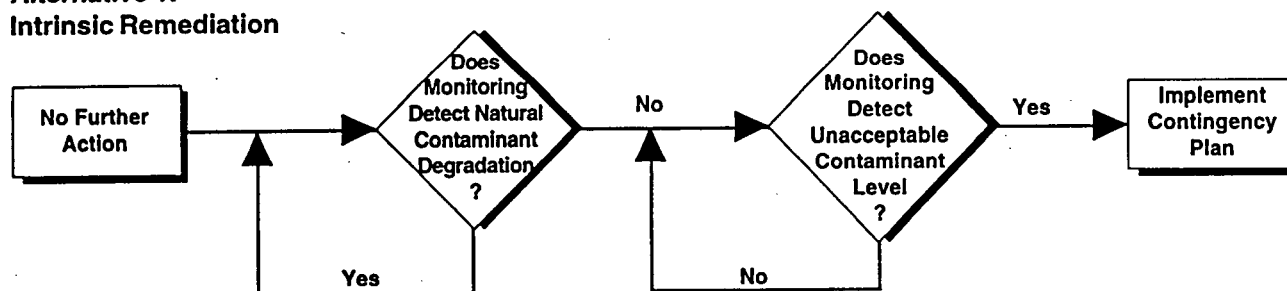 Intrinsic Remediation
No Further
Action
Does
Monitoring
Detect Natural
Contaminant
Degradation
?
Yes
No
Does
Monitoring
Detect
Unacceptable
Contaminant
Level
?
No
Yes
Implement
Contingency
Plan